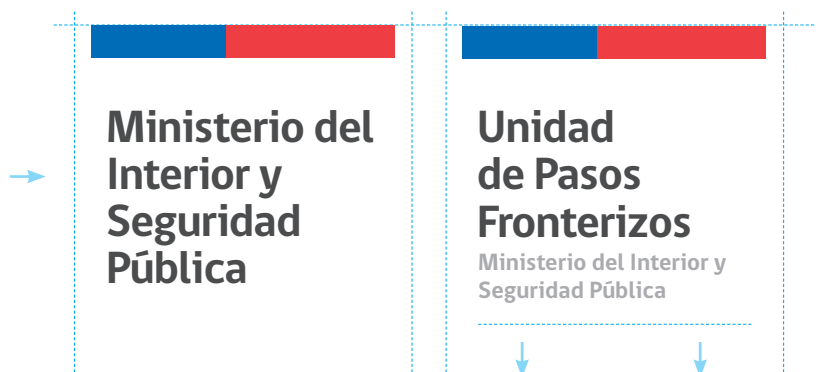 Ministerio del
Interior y
Seguridad
Pública
Unidad
de Pasos
Fronterizos
Ministerio del Interior y
Seguridad Pública